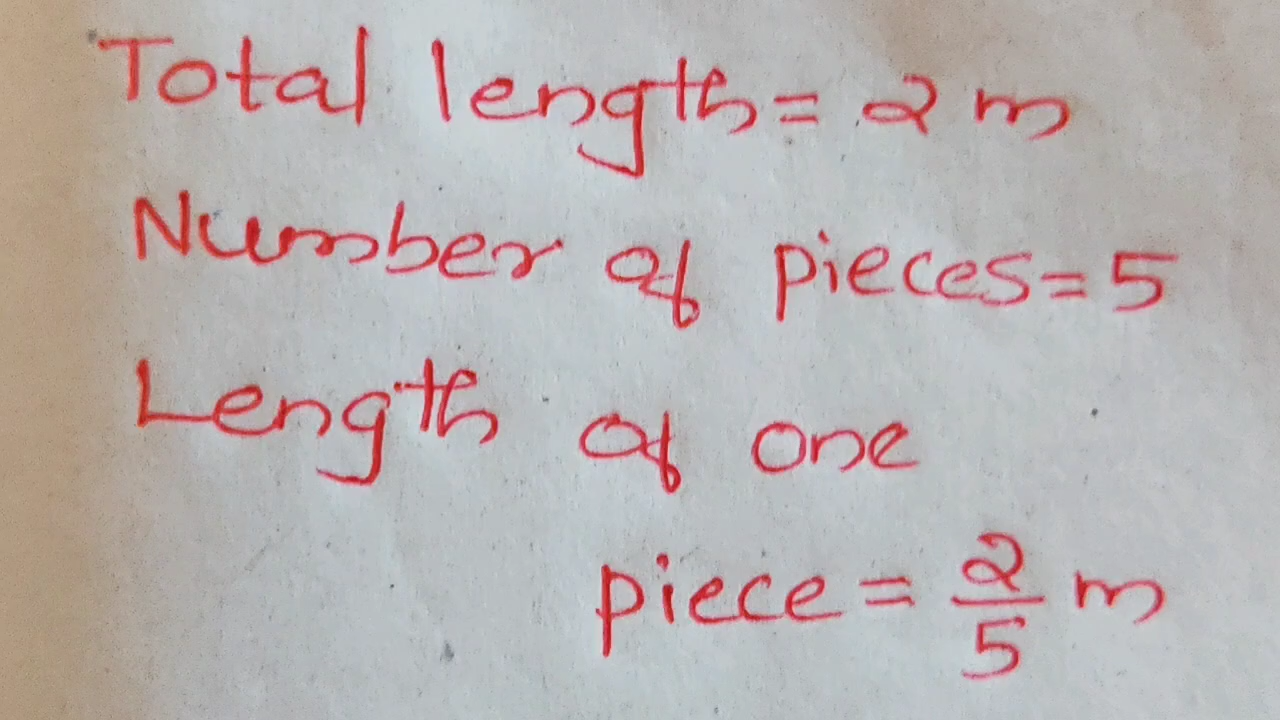 Total length = 2 m
Number of pieces = 5
Length of one
piece = 2/5 m